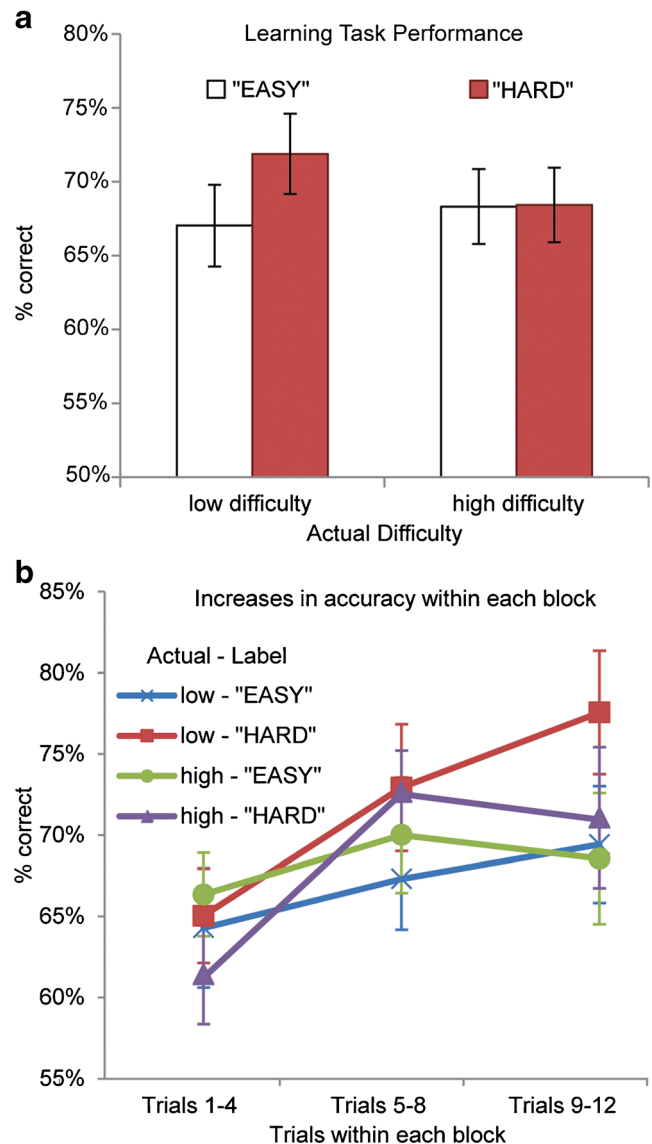 a
Learning Task Performance
"EASY" "HARD"
80%
75%
70%
65%
60%
55%
50%
% correct
low difficulty high difficulty
Actual Difficulty
b
Increases in accuracy within each block
Actual - Label
low - "EASY"
low - "HARD"
high - "EASY"
high - "HARD"
85%
80%
75%
70%
65%
60%
55%
% correct
Trials 1-4 Trials 5-8 Trials 9-12
Trials within each block